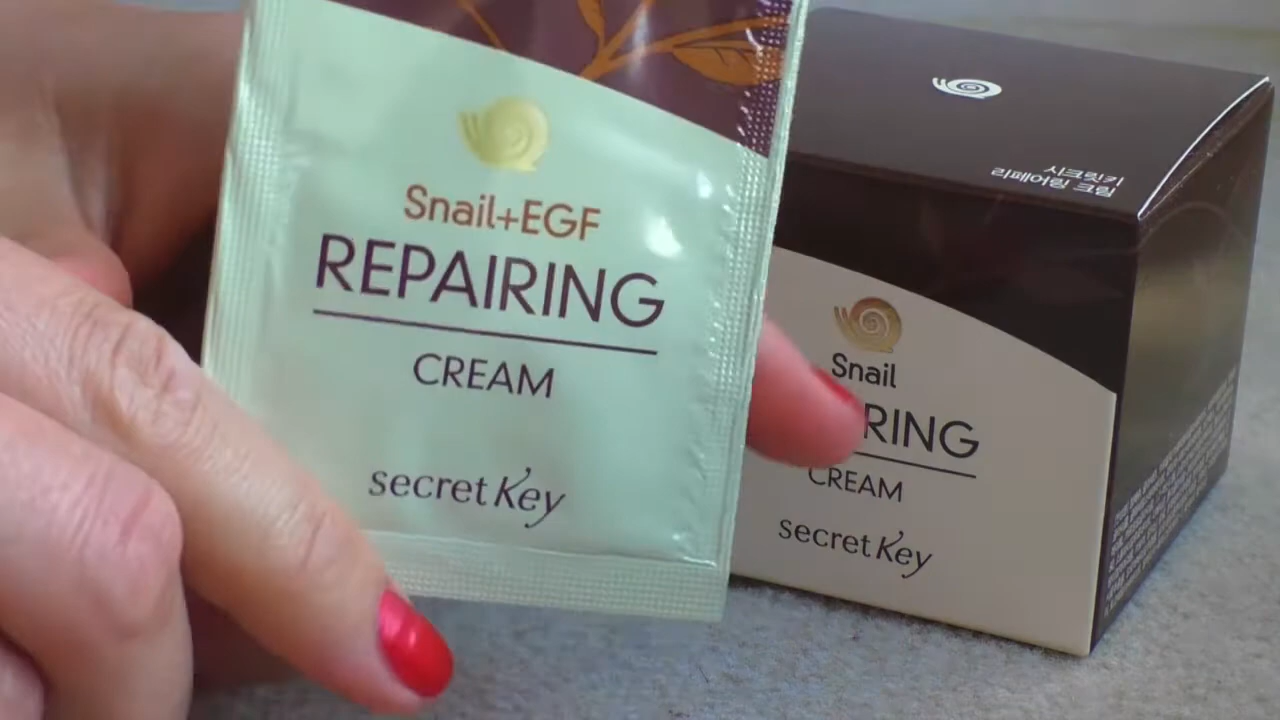 Snail+EGF
REPAIRING
CREAM
secret Key
시크릿키
리페어링 크림
Snail
RING
CREAM
secret Key